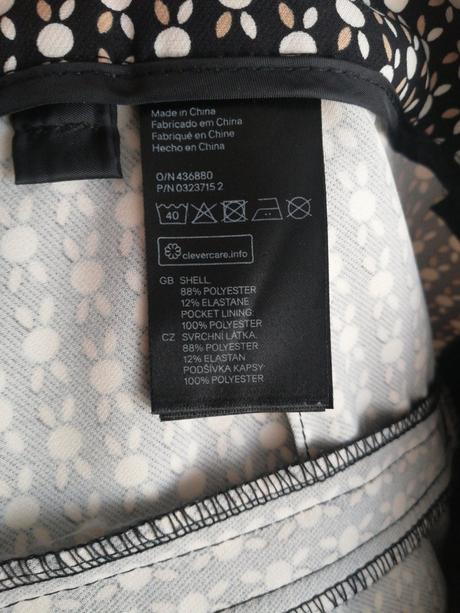 Made in China
Fabricado em China
Fabriqué en Chine
Hecho en China
O/N 436880
P/N 0323715 2
40
clevercare.info
GB SHELL
88% POLYESTER
12% ELASTANE
POCKET LINING.
100% POLYESTER
CZ SVRCHNÍ LÁTKA.
88% POLYESTER
12% ELASTAN
PODŠÍVKA KAPSY
100% POLYESTER